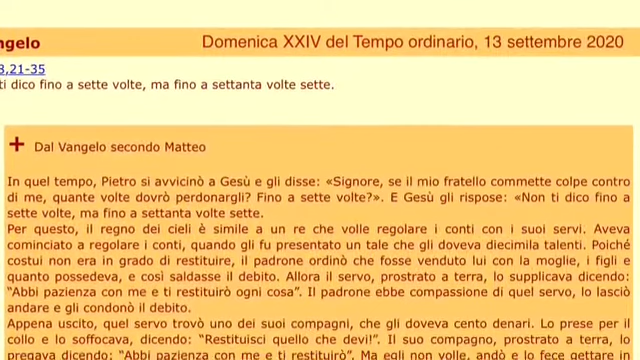 ngelo
Domenica XXIV del Tempo ordinario, 13 settembre 2020
8,21-35
ti dico fino a sette volte, ma fino a settanta volte sette.
+ Dal Vangelo secondo Matteo
In quel tempo, Pietro si avvicinò a Gesù e gli disse: «Signore, se il mio fratello commette colpe contro
di me, quante volte dovrò perdonargli? Fino a sette volte?». E Gesù gli rispose: «Non ti dico fino a
sette volte, ma fino a settanta volte sette.
Per questo, il regno dei cieli è simile a un re che volle regolare i conti con i suoi servi. Aveva
cominciato a regolare i conti, quando gli fu presentato un tale che gli doveva diecimila talenti. Poiché
costui non era in grado di restituire, il padrone ordinò che fosse venduto lui con la moglie, i figli e
quanto possedeva, e così saldasse il debito. Allora il servo, prostrato a terra, lo supplicava dicendo:
“Abbi pazienza con me e ti restituirò ogni cosa”. Il padrone ebbe compassione di quel servo, lo lasciò
andare e gli condonò il debito.
Appena uscito, quel servo trovò uno dei suoi compagni, che gli doveva cento denari. Lo prese per il
collo e lo soffocava, dicendo: “Restituisci quello che devi!”. Il suo compagno, prostrato a terra, lo
pregava dicendo: “Abbi pazienza con me e ti restituirò”. Ma egli non volle, andò e lo fece gettare in